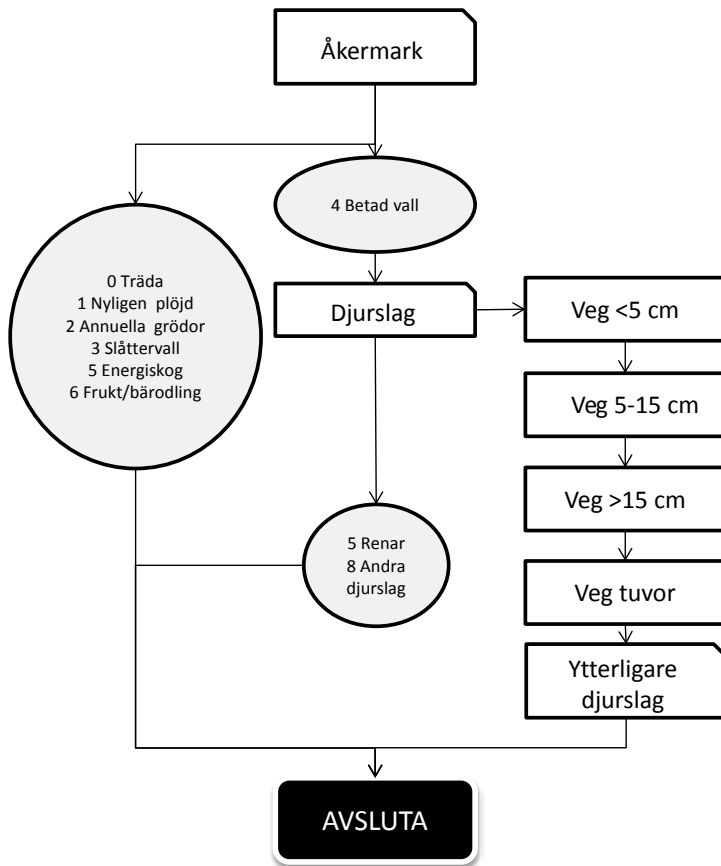 Åkermark
4 Betad vall
0 Träda
1 Nyligen plöjd
2 Annuella grödor
3 Slåttervall
5 Energiskog
6 Frukt/bärodling
Djurslag
Veg <5 cm
Veg 5-15 cm
Veg >15 cm
5 Renar
8 Andra
djurslag
Veg tuvor
Ytterligare
djurslag
AVSLUTA